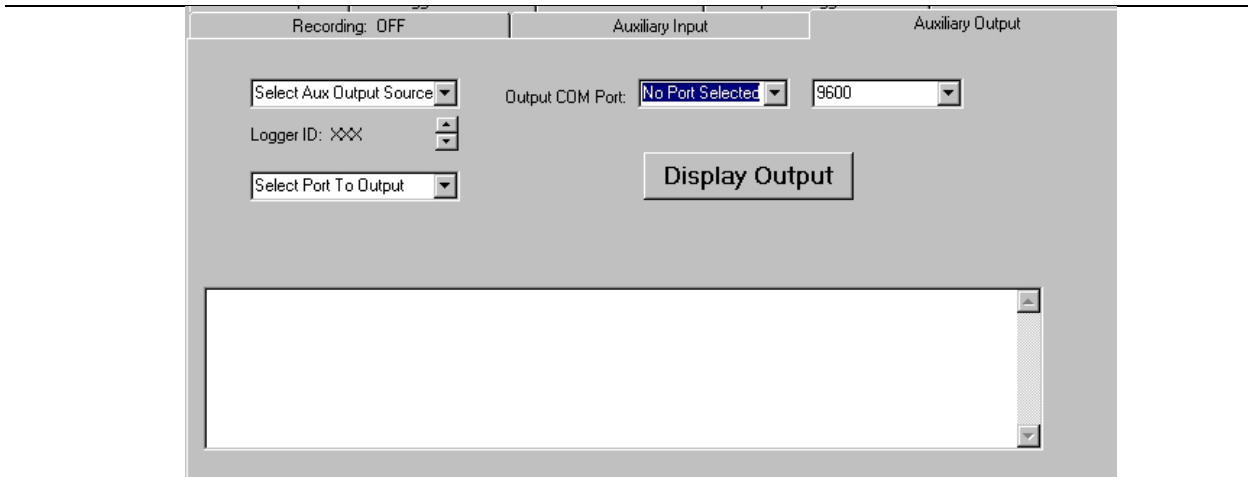 Recording: OFF
Auxiliary Input
Auxiliary Output
Select Aux Output Source
Output COM Port:
No Port Selected
9600
Logger ID: XXX
Select Port To Output
Display Output